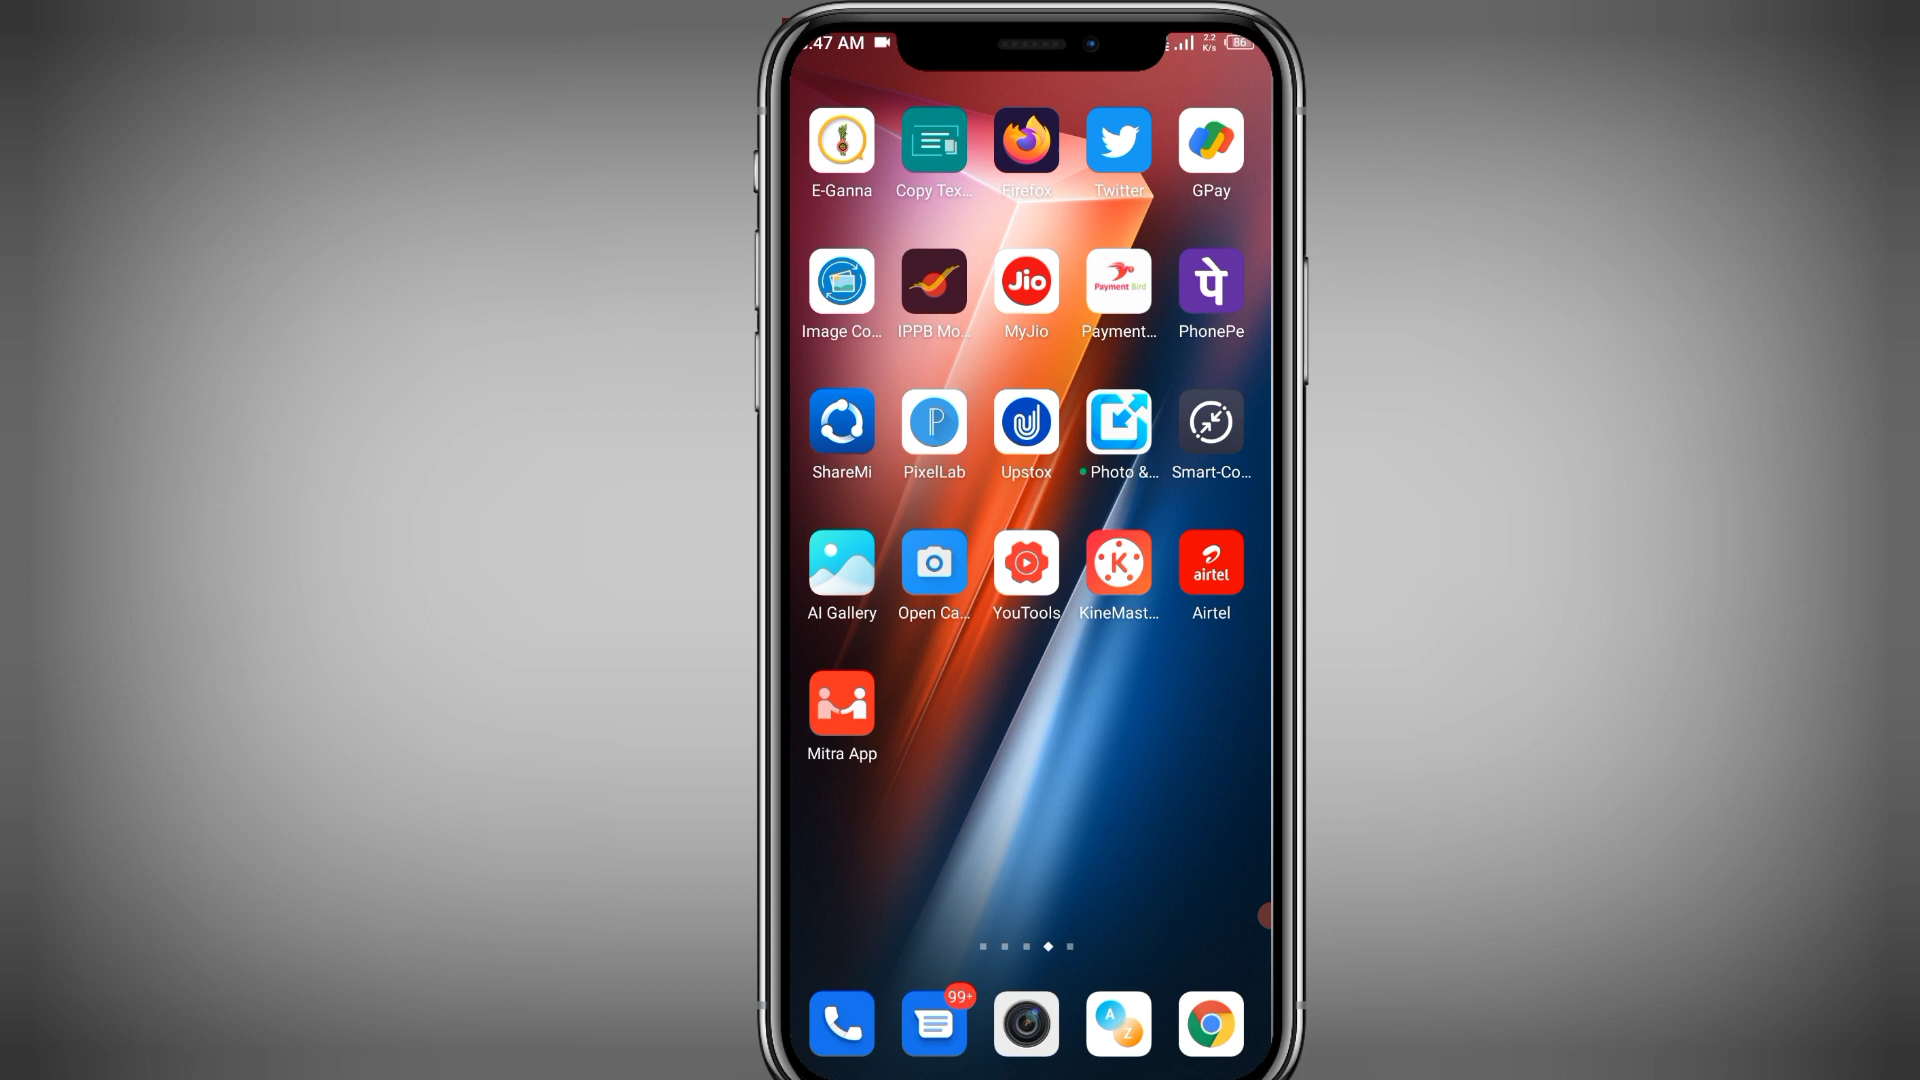 :47 AM 2.2 K/s 86
E-Ganna Copy Tex... Firefox Twitter GPay
Jio Payment Bird पे
Image Co... IPPB Mo... MyJio Payment... PhonePe
P
ShareMi PixelLab Upstox Photo &... Smart-Co...
K airtel
AI Gallery Open Ca... YouTools KineMast... Airtel
Mitra App
99+
A Z